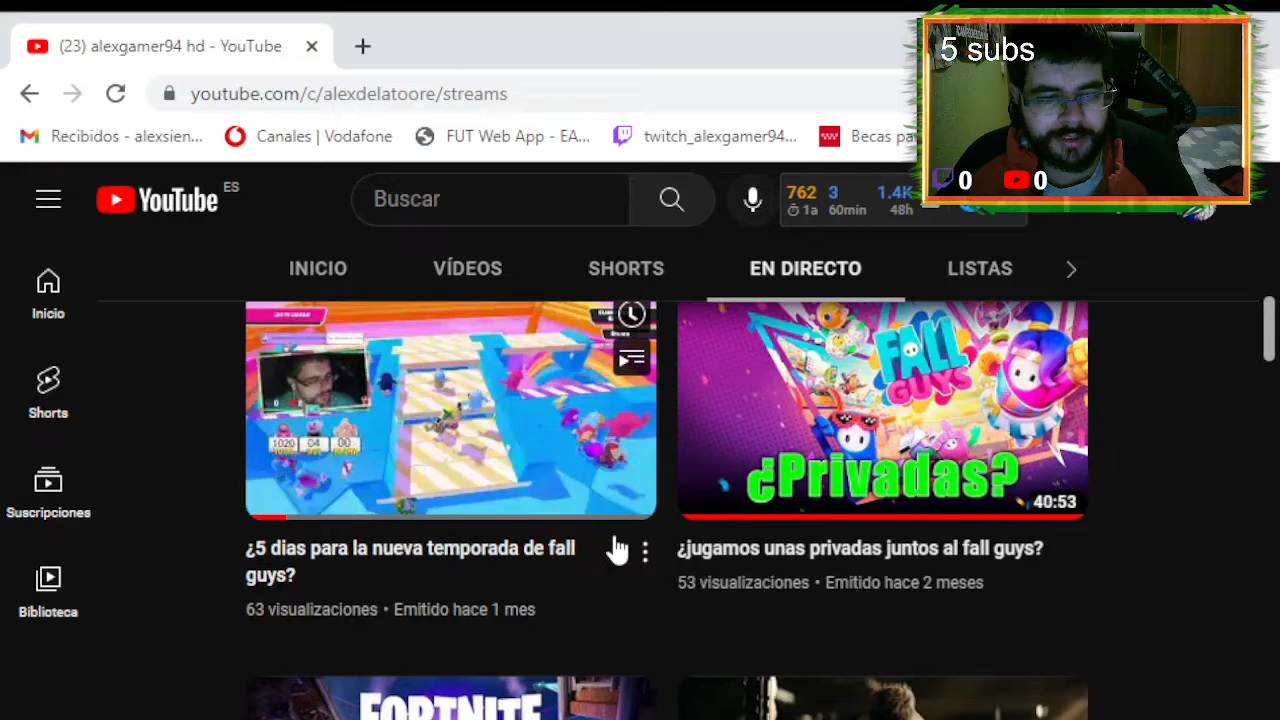 (23) alexgamer94 hd - YouTube
5 subs
youtube.com/c/alexdelatoore/streams
Recibidos - alexsien...
Canales | Vodafone
FUT Web App - EA...
twitch_alexgamer94...
Becas pa
0
0
YouTube
ES
Buscar
762 3 1.4K
1a 60min 48h
INICIO
VÍDEOS
SHORTS
EN DIRECTO
LISTAS
Inicio
Shorts
Suscripciones
Biblioteca
1020 04 00
FALL
GUYS
¿Privadas?
40:53
¿5 dias para la nueva temporada de fall
guys?
63 visualizaciones • Emitido hace 1 mes
¿jugamos unas privadas juntos al fall guys?
53 visualizaciones • Emitido hace 2 meses
FORTNITE